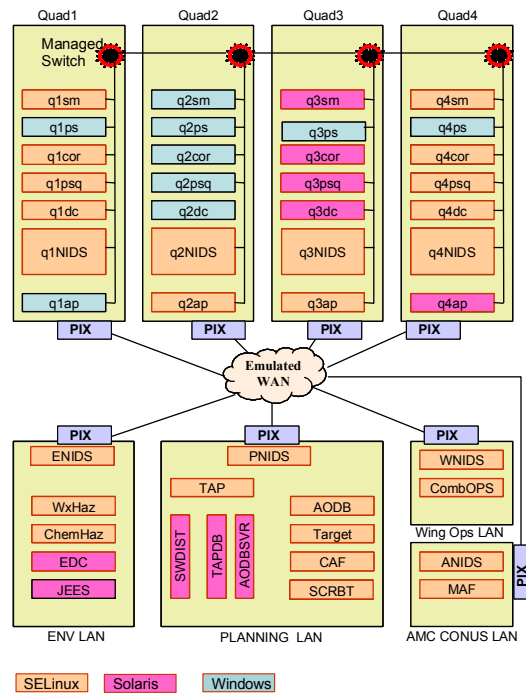 Quad1
Quad2
Quad3
Quad4
Managed
Switch
q1sm
q1ps
q1cor
q1psq
q1dc
q1NIDS
q1ap
q2sm
q2ps
q2cor
q2psq
q2dc
q2NIDS
q2ap
q3sm
q3ps
q3cor
q3psq
q3dc
q3NIDS
q3ap
q4sm
q4ps
q4cor
q4psq
q4dc
q4NIDS
q4ap
PIX
PIX
PIX
PIX
Emulated
WAN
PIX
PIX
PIX
PIX
ENIDS
WxHaz
ChemHaz
EDC
JEES
ENV LAN
PNIDS
TAP
SWDIST
TAPDB
AODBSVR
AODB
Target
CAF
SCRBT
PLANNING LAN
WNIDS
CombOPS
Wing Ops LAN
ANIDS
MAF
AMC CONUS LAN
SELinux
Solaris
Windows